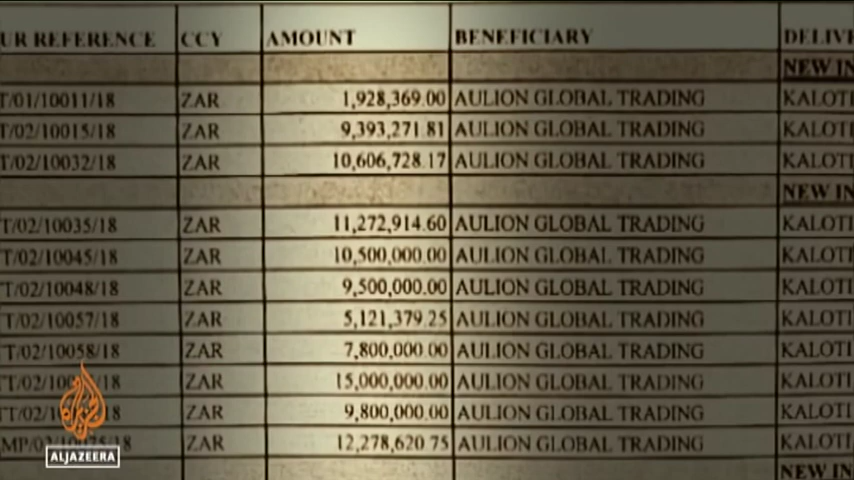 UR REFERENCE CCY AMOUNT BENEFICIARY DELIVE
NEW IN
T/01/10011/18 ZAR 1,928,369.00 AULION GLOBAL TRADING KALOTI
T/02/10015/18 ZAR 9,393,271.81 AULION GLOBAL TRADING KALOTI
T/02/10032/18 ZAR 10,606,728.17 AULION GLOBAL TRADING KALOTI
NEW IN
T/02/10035/18 ZAR 11,272,914.60 AULION GLOBAL TRADING KALOTI
T/02/10045/18 ZAR 10,500,000.00 AULION GLOBAL TRADING KALOTI
T/02/10048/18 ZAR 9,500,000.00 AULION GLOBAL TRADING KALOTI
T/02/10057/18 ZAR 5,121,379.25 AULION GLOBAL TRADING KALOTI
TT/02/10058/18 ZAR 7,800,000.00 AULION GLOBAL TRADING KALOTI
ZAR 15,000,000.00 AULION GLOBAL TRADING KALOTI
ZAR 9,800,000.00 AULION GLOBAL TRADING KALOTI
ZAR 12,278,620.75 AULION GLOBAL TRADING KALOTI
NEW IN
ALJAZEERA